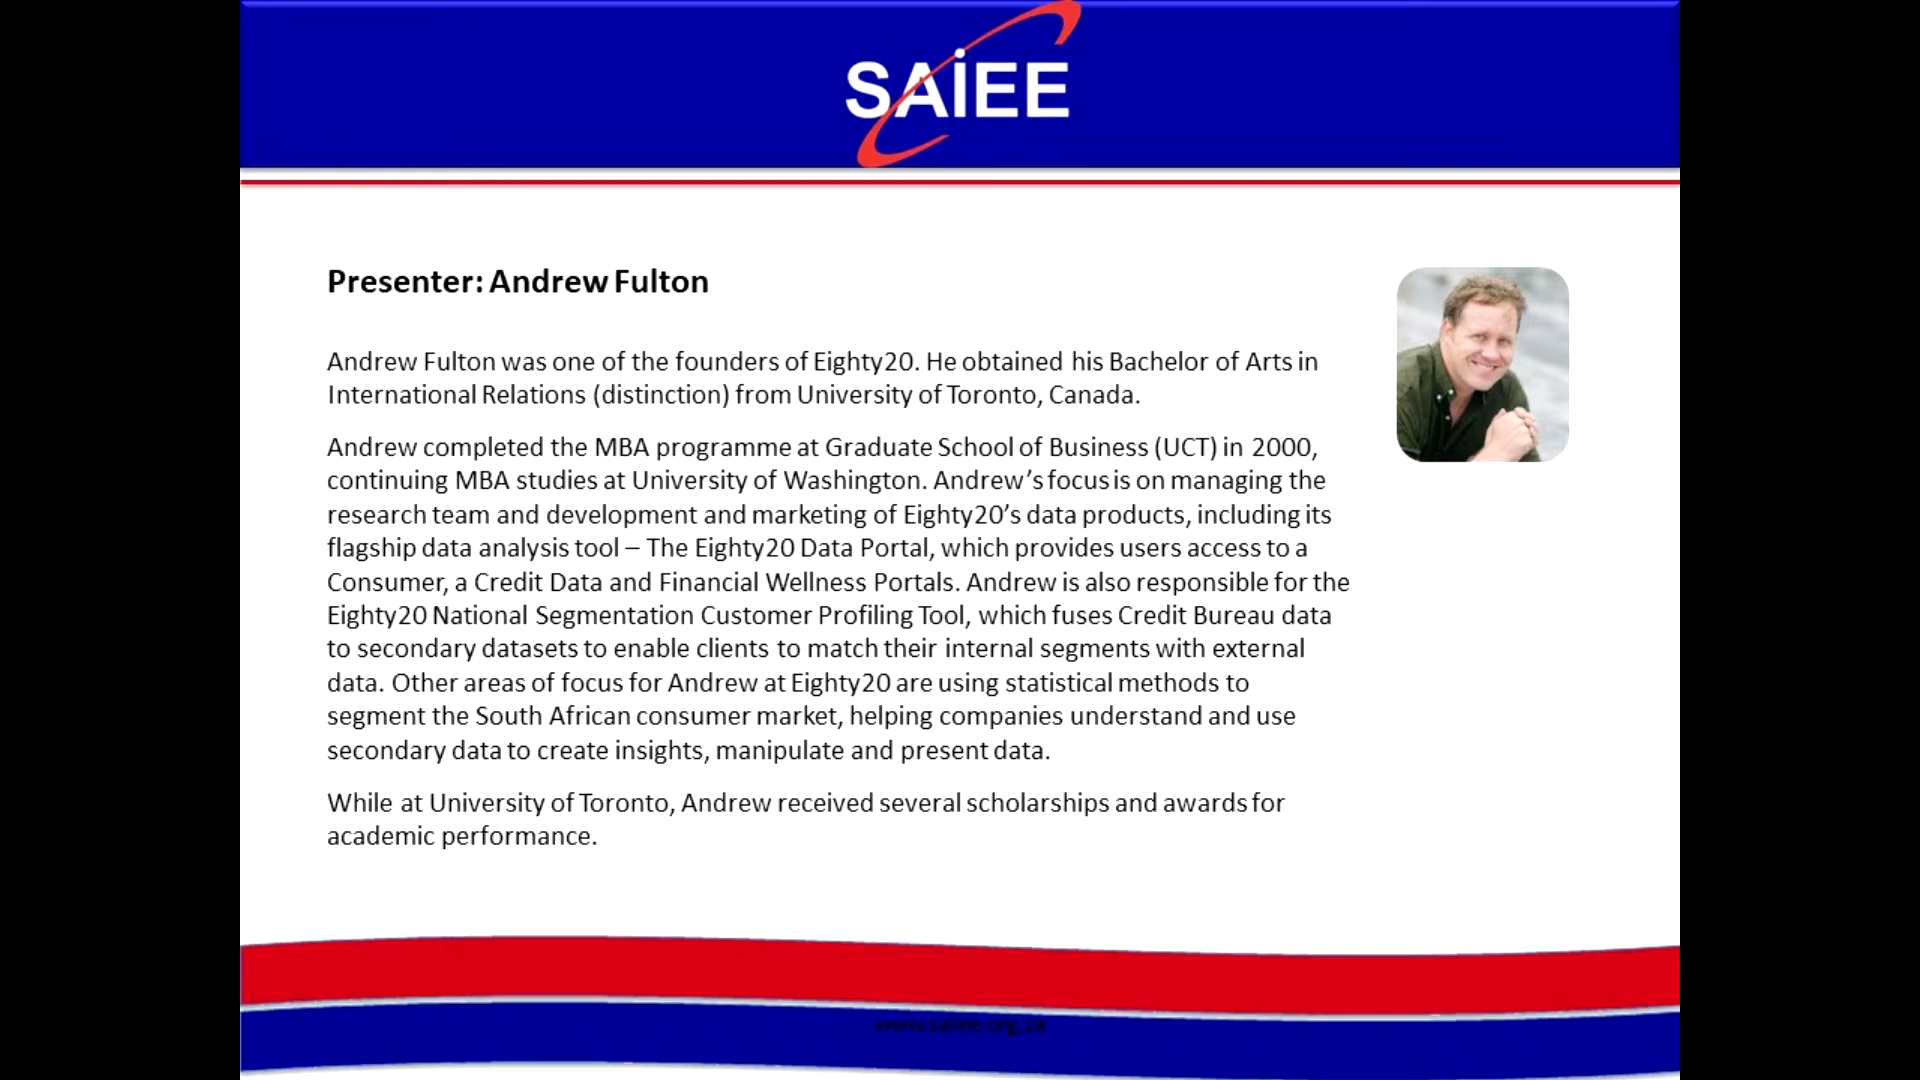 SAIEE
Presenter: Andrew Fulton
Andrew Fulton was one of the founders of Eighty20. He obtained his Bachelor of Arts in
International Relations (distinction) from University of Toronto, Canada.
Andrew completed the MBA programme at Graduate School of Business (UCT) in 2000,
continuing MBA studies at University of Washington. Andrew’s focus is on managing the
research team and development and marketing of Eighty20’s data products, including its
flagship data analysis tool – The Eighty20 Data Portal, which provides users access to a
Consumer, a Credit Data and Financial Wellness Portals. Andrew is also responsible for the
Eighty20 National Segmentation Customer Profiling Tool, which fuses Credit Bureau data
to secondary datasets to enable clients to match their internal segments with external
data. Other areas of focus for Andrew at Eighty20 are using statistical methods to
segment the South African consumer market, helping companies understand and use
secondary data to create insights, manipulate and present data.
While at University of Toronto, Andrew received several scholarships and awards for
academic performance.
www.saiee.org.za